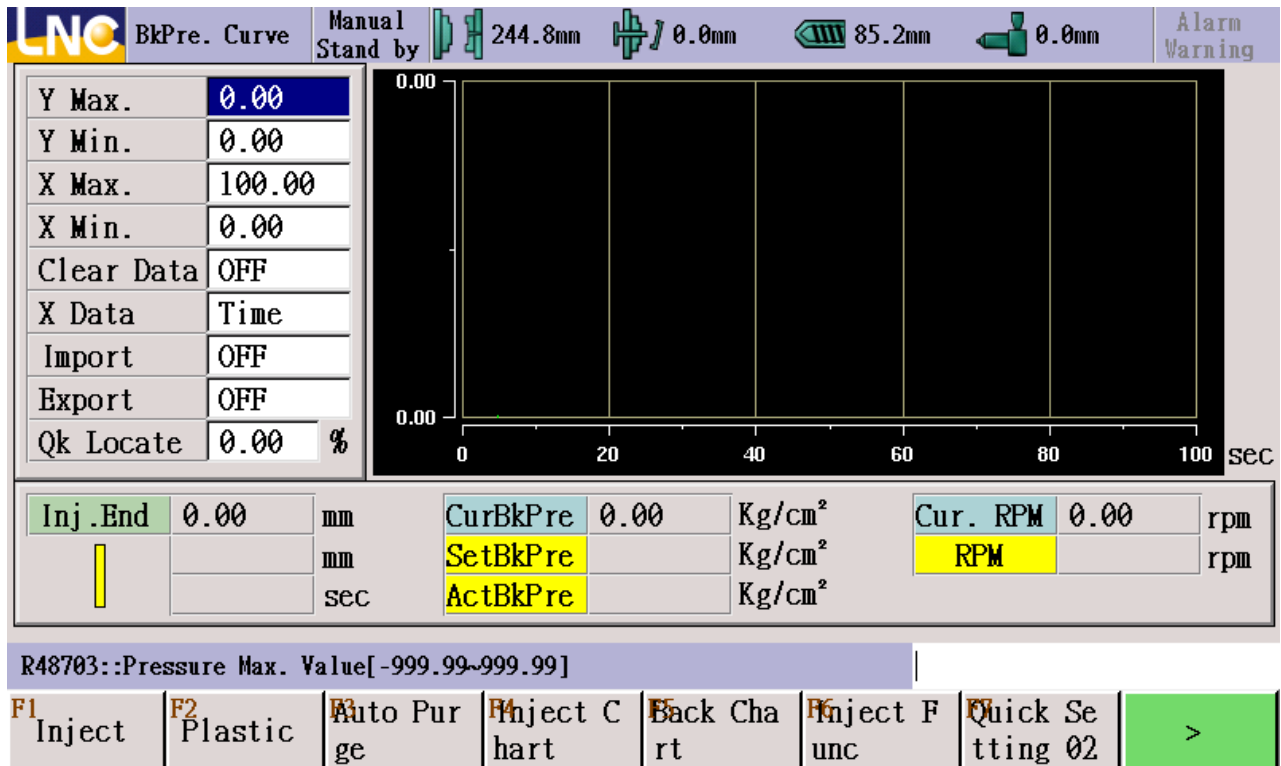 LNC BkPre. Curve Manual Stand by 244.8mm 0.0mm 85.2mm 0.0mm Alarm Warning
Y Max. 0.00
Y Min. 0.00
X Max. 100.00
X Min. 0.00
Clear Data OFF
X Data Time
Import OFF
Export OFF
Qk Locate 0.00 %
0.00
0.00
0 20 40 60 80 100 sec
Inj.End 0.00 mm CurBkPre 0.00 Kg/cm² Cur. RPM 0.00 rpm
mm SetBkPre Kg/cm² RPM rpm
sec ActBkPre Kg/cm²
R48703::Pressure Max. Value[-999.99~999.99]
F1 Inject
F2 Plastic
F3 Auto Pur
ge
F4 Inject C
hart
F5 Back Cha
rt
F6 Inject F
unc
F7 Quick Se
tting 02
>